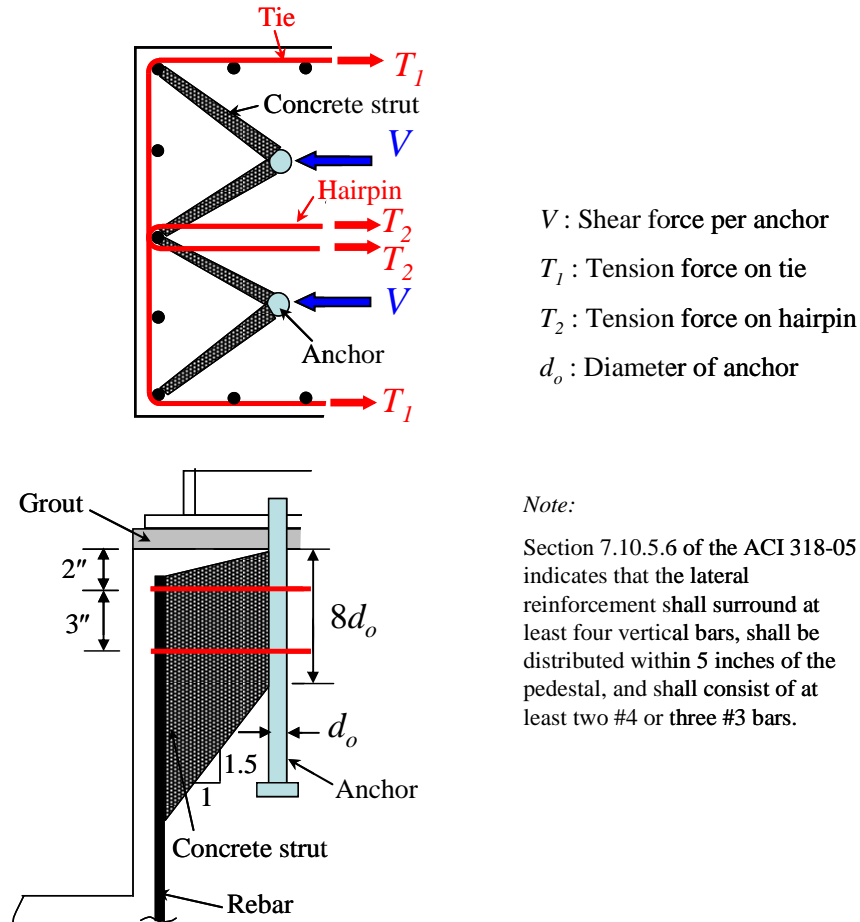 Tie
T1
Concrete strut
V
Hairpin
T2
T2
V
Anchor
T1
V : Shear force per anchor
T1 : Tension force on tie
T2 : Tension force on hairpin
do : Diameter of anchor
Grout
2"
3"
8do
do
1.5
1
Anchor
Concrete strut
Rebar
Note:
Section 7.10.5.6 of the ACI 318-05
indicates that the lateral
reinforcement shall surround at
least four vertical bars, shall be
distributed within 5 inches of the
pedestal, and shall consist of at
least two #4 or three #3 bars.